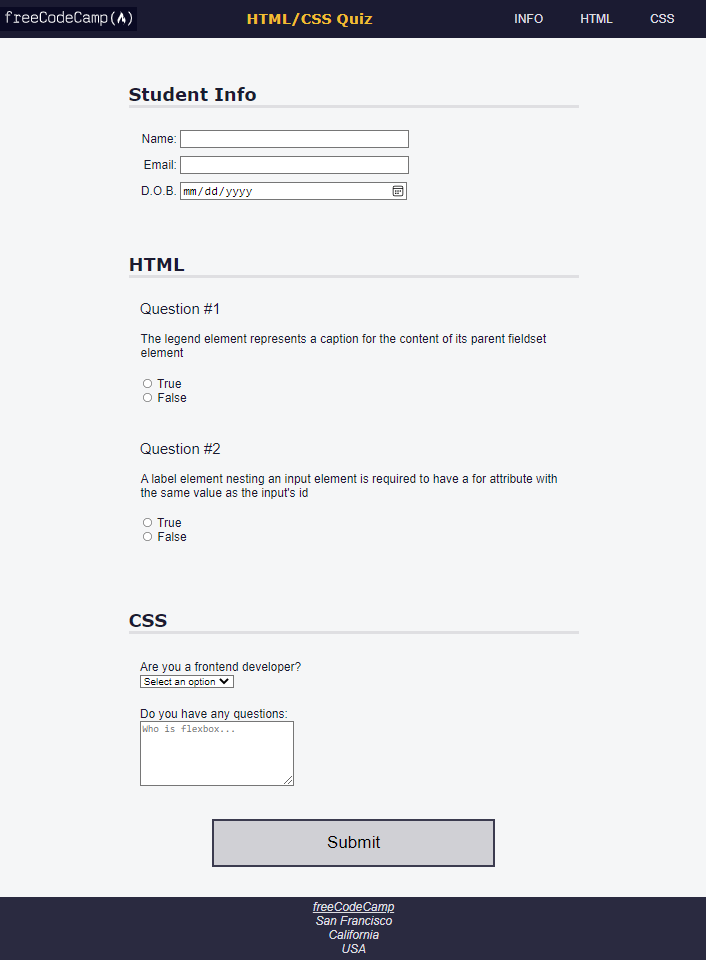 freeCodeCamp(🔥) HTML/CSS Quiz INFO HTML CSS
Student Info
Name:
Email:
D.O.B. mm/dd/yyyy
HTML
Question #1
The legend element represents a caption for the content of its parent fieldset
element
True
False
Question #2
A label element nesting an input element is required to have a for attribute with
the same value as the input's id
True
False
CSS
Are you a frontend developer?
Select an option
Do you have any questions:
Who is flexbox...
Submit
freeCodeCamp
San Francisco
California
USA